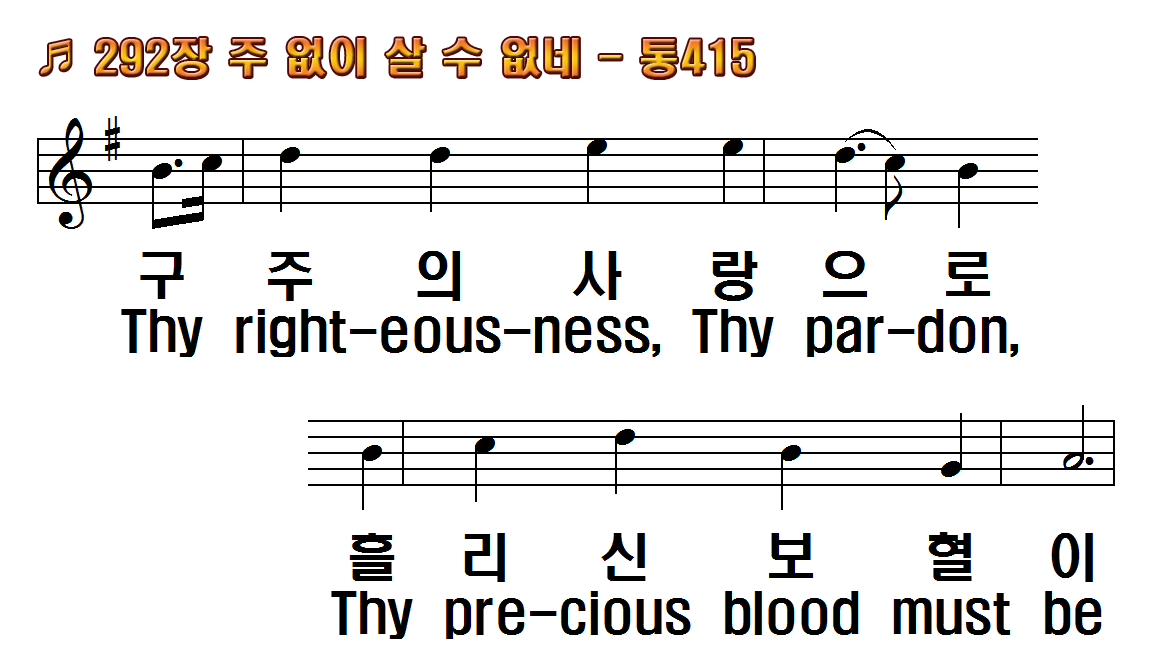 ♬ 292장 주 없이 살 수 없네 - 통415
구 주 의 사 랑 으 로
Thy right-eous-ness, Thy par-don,
흘 리 신 보 혈 이
Thy pre-cious blood must be